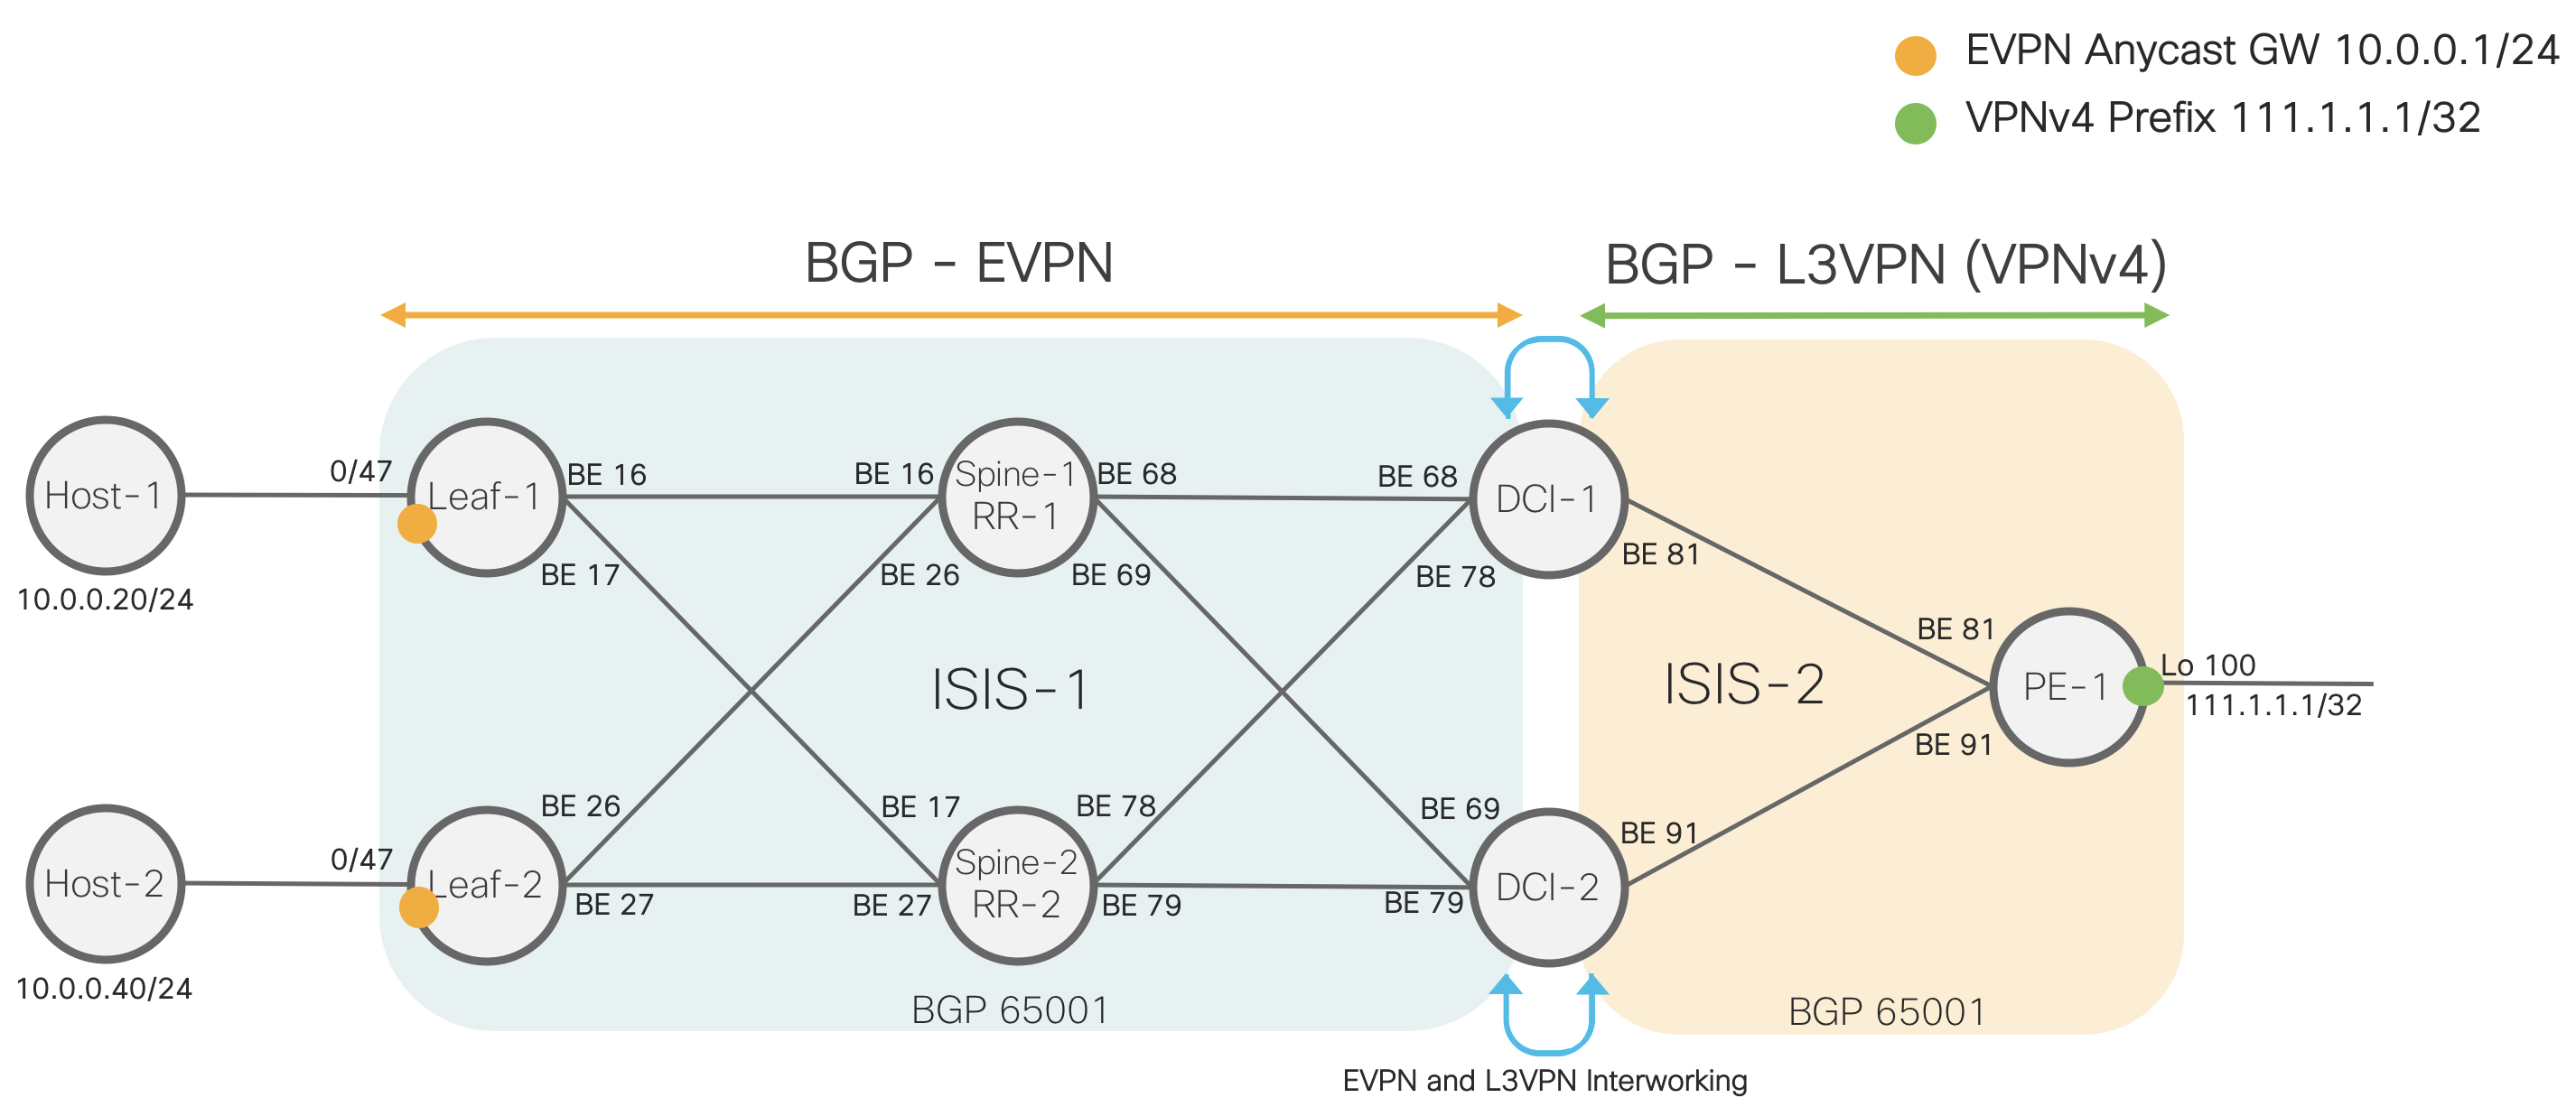 EVPN Anycast GW 10.0.0.1/24
VPNv4 Prefix 111.1.1.1/32
BGP - EVPN
BGP - L3VPN (VPNv4)
Host-1
10.0.0.20/24
0/47
Leaf-1
BE 16
BE 17
BE 16
BE 26
Spine-1
RR-1
BE 68
BE 69
BE 68
BE 78
DCI-1
BE 81
ISIS-1
ISIS-2
BE 81
BE 91
PE-1
Lo 100
111.1.1.1/32
Host-2
10.0.0.40/24
0/47
Leaf-2
BE 26
BE 27
BE 17
BE 27
Spine-2
RR-2
BE 78
BE 79
BE 69
BE 79
DCI-2
BE 91
BGP 65001
BGP 65001
EVPN and L3VPN Interworking